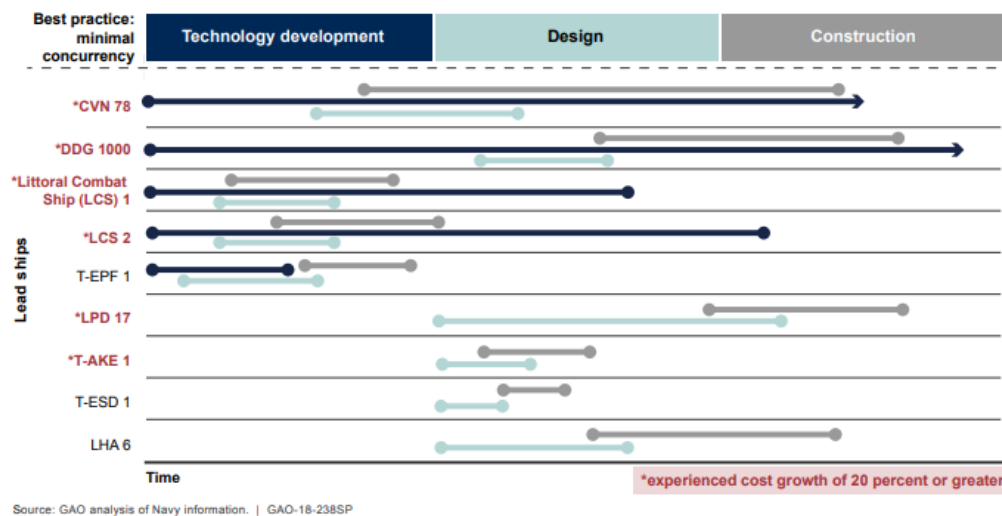 Best practice:
minimal
concurrency
Technology development
Design
Construction
*CVN 78
*DDG 1000
*Littoral Combat
Ship (LCS) 1
*LCS 2
T-EPF 1
*LPD 17
*T-AKE 1
T-ESD 1
LHA 6
Lead ships
Time
*experienced cost growth of 20 percent or greater
Source: GAO analysis of Navy information. | GAO-18-238SP